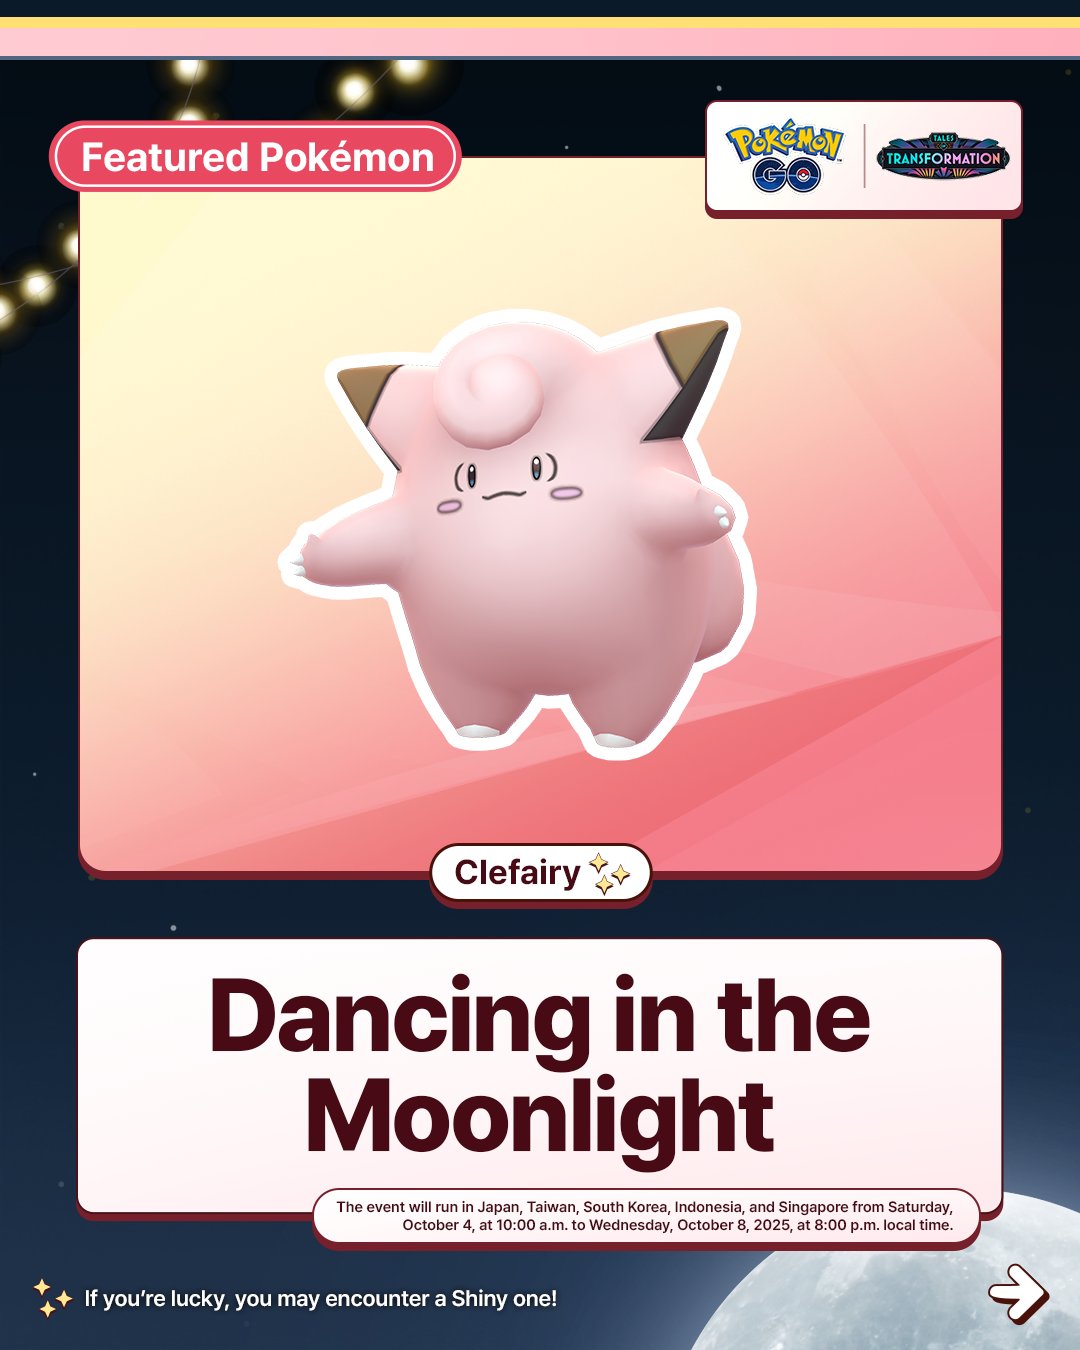 Featured Pokémon
POKÉMON
GO
TALES
TRANSFORMATION
Clefairy
Dancing in the
Moonlight
The event will run in Japan, Taiwan, South Korea, Indonesia, and Singapore from Saturday,
October 4, at 10:00 a.m. to Wednesday, October 8, 2025, at 8:00 p.m. local time.
If you’re lucky, you may encounter a Shiny one!